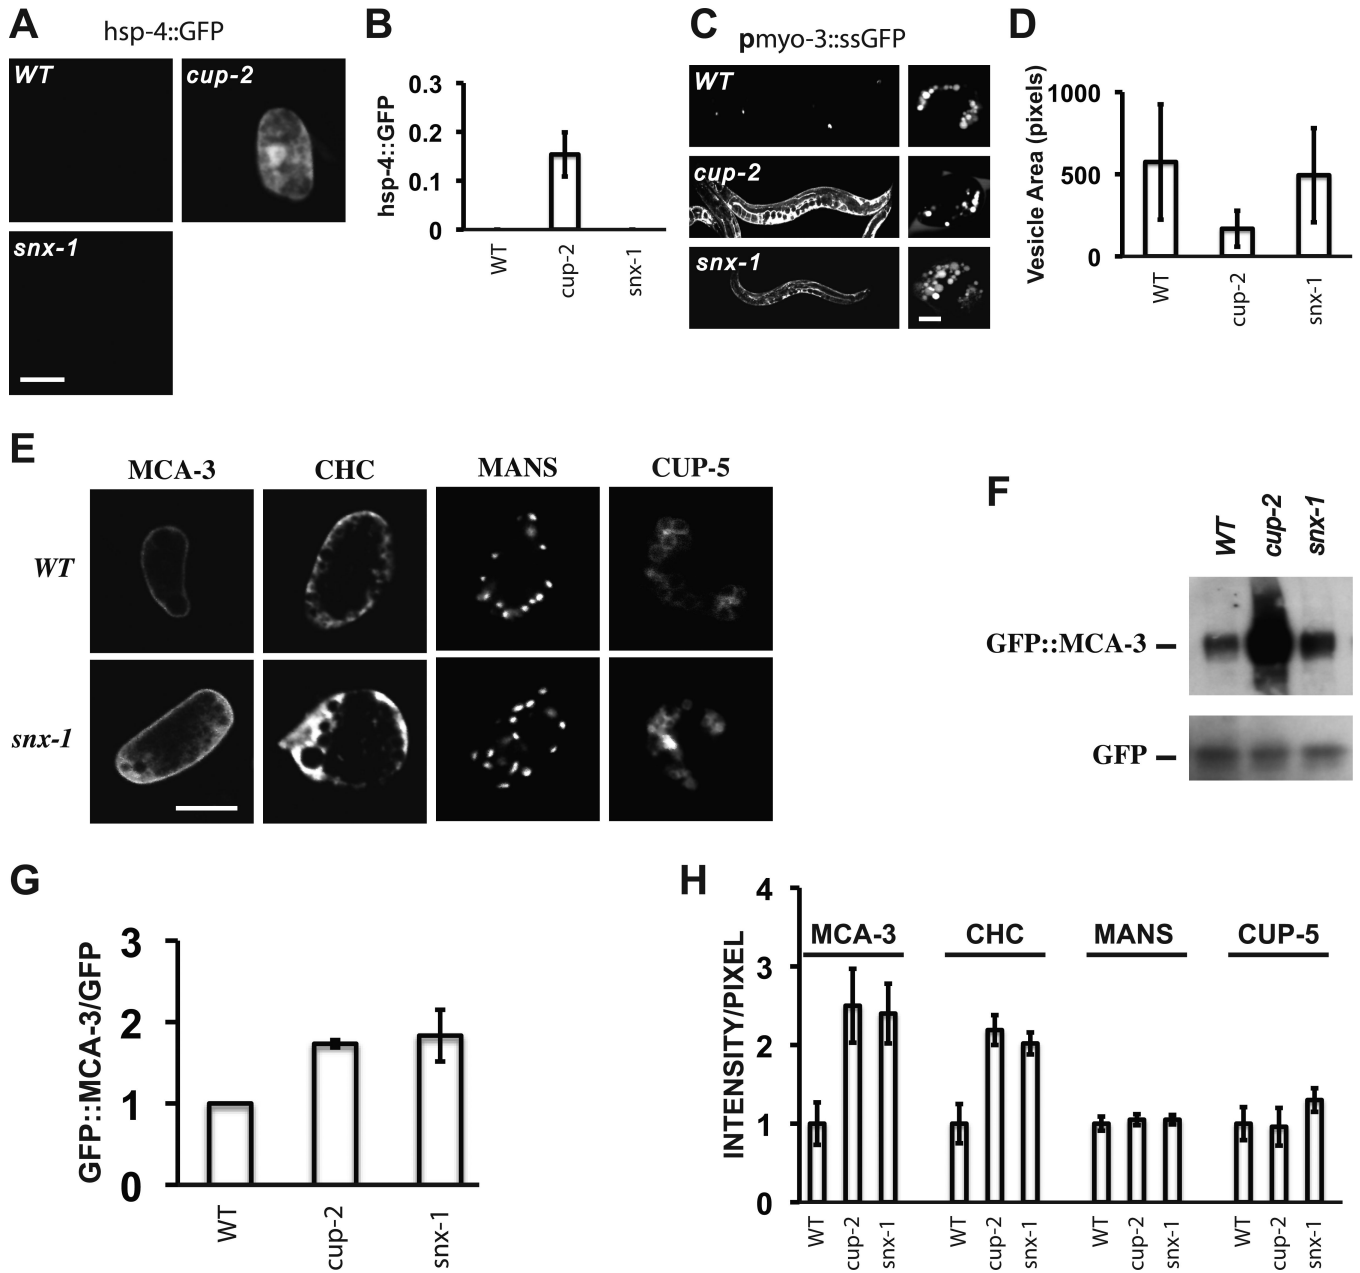 A
hsp-4::GFP
WT
cup-2
snx-1
B
hsp-4::GFP
0.3
0.2
0.1
0
WT
cup-2
snx-1
C
pmyo-3::ssGFP
WT
cup-2
snx-1
D
Vesicle Area (pixels)
1000
500
0
WT
cup-2
snx-1
E
MCA-3
CHC
MANS
CUP-5
WT
snx-1
F
WT
cup-2
snx-1
GFP::MCA-3
GFP
G
GFP::MCA-3/GFP
3
2
1
0
WT
cup-2
snx-1
H
INTENSITY/PIXEL
4
3
2
1
0
MCA-3
CHC
MANS
CUP-5
WT
cup-2
snx-1
WT
cup-2
snx-1
WT
cup-2
snx-1
WT
cup-2
snx-1